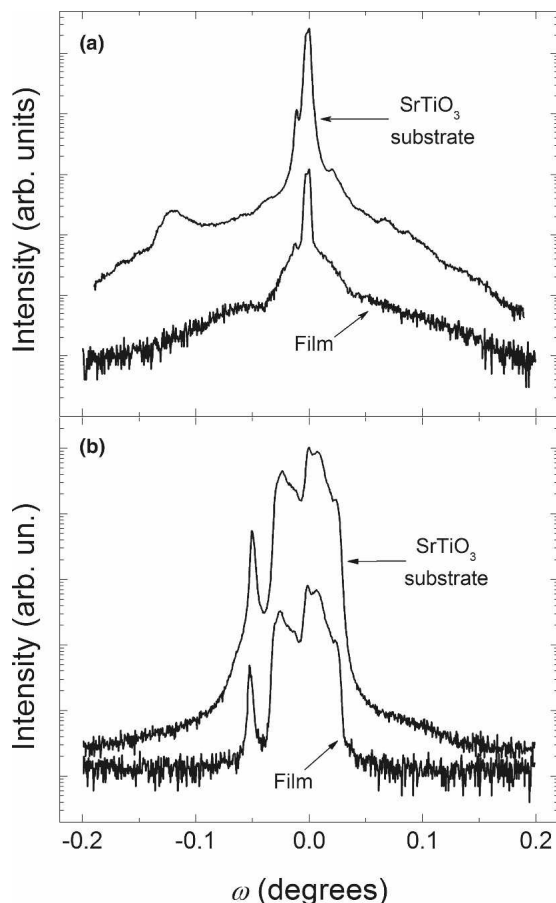 (a)
SrTiO₃
substrate
Intensity (arb. units)
Film
(b)
SrTiO₃
substrate
Intensity (arb. un.)
Film
-0.2 -0.1 0.0 0.1 0.2
ω (degrees)